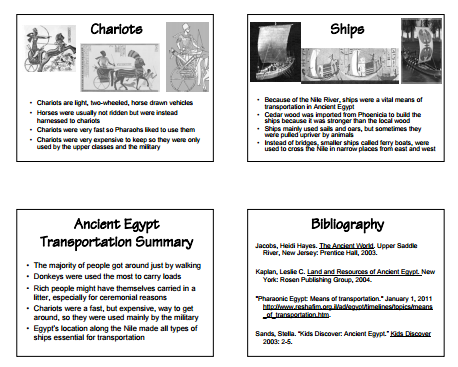 Chariots
• Chariots are light, two-wheeled, horse drawn vehicles
• Horses were usually not ridden but were instead
harnessed to chariots
• Chariots were very fast so Pharaohs liked to use them
• Chariots were very expensive to keep so they were only
used by the upper classes and the military
Ships
• Because of the Nile River, ships were a vital means of
transportation in Ancient Egypt
• Cedar wood was imported from Phoenicia to build the
ships because it was stronger than the local wood
• Ships mainly used sails and oars, but sometimes they
were pulled upriver by animals
• Instead of bridges, smaller ships called ferry boats, were
used to cross the Nile in narrow places from east and west
Ancient Egypt
Transportation Summary
• The majority of people got around just by walking
• Donkeys were used the most to carry loads
• Rich people might have themselves carried in a
litter, especially for ceremonial reasons
• Chariots were a fast, but expensive, way to get
around, so they were used mainly by the military
• Egypt's location along the Nile made all types of
ships essential for transportation
Bibliography
Jacobs, Heidi Hayes. The Ancient World. Upper Saddle
River, New Jersey: Prentice Hall, 2003.
Kaplan, Leslie C. Land and Resources of Ancient Egypt. New
York: Rosen Publishing Group, 2004.
"Pharaonic Egypt: Means of transportation." January 1, 2011
http://www.reshafim.org.il/ad/egypt/timelines/topics/means
_of_transportation.htm.
Sands, Stella. "Kids Discover: Ancient Egypt." Kids Discover
2003: 2-5.